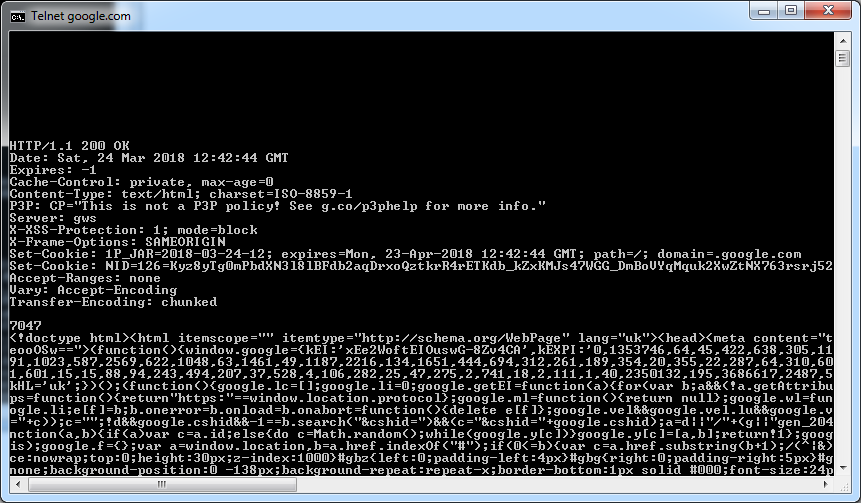 Telnet google.com
HTTP/1.1 200 OK
Date: Sat, 24 Mar 2018 12:42:44 GMT
Expires: -1
Cache-Control: private, max-age=0
Content-Type: text/html; charset=ISO-8859-1
P3P: CP="This is not a P3P policy! See g.co/p3phelp for more info."
Server: gws
X-XSS-Protection: 1; mode=block
X-Frame-Options: SAMEORIGIN
Set-Cookie: 1P_JAR=2018-03-24-12; expires=Mon, 23-Apr-2018 12:42:44 GMT; path=/; domain=.google.com
Set-Cookie: NID=126=Kyz8yTg0mPbdXN3l8lBFdb2aqDrxoQztkrR4rETKdb_kZxKMJs47WGG_DmBoVYqMquk2XwZtNX763rsrj52
Accept-Ranges: none
Vary: Accept-Encoding
Transfer-Encoding: chunked
7047
<!doctype html><html itemscope="" itemtype="http://schema.org/WebPage" lang="uk"><head><meta content="t
eooOSw=="><function(){window.google={kEI:'xEe2WoftEIOuswG-8Zv4CA',kEXPI:'0,1353746,64,45,422,638,305,11
91,1023,587,2569,622,1048,63,1461,49,1187,2216,134,1651,444,694,312,261,189,354,20,355,22,287,64,310,60
1,601,15,15,88,94,243,494,207,37,528,4,106,282,25,47,275,2,741,18,2,111,1,40,2350132,195,3686617,2487,5
kHL='uk';})();(function(){google.lc=[];google.li=0;google.getEI=function(a){for(var b;a&&(!a.getAttribu
ps=function(){return"https:"==window.location.protocol};google.ml=function(){return null};google.wl=fun
ogle.li;e[f]=b;b.onerror=b.onload=b.onabort=function(){delete e[f]};google.vel&&google.vel.lu&&google.v
"+c));c="";!d&&google.cshid&&-1==b.search("&cshid=")&&(c="&cshid="+google.cshid);a=d||"/"+(g||"gen_204
nction(a,b){if(a)var c=a.id;else{do c=Math.random();while(google.y[c])}google.y[c]=[a,b];return!1};goog
is);google.f={};var a=window.location,b=a.href.indexOf("#");if(0<=b){var c=a.href.substring(b+1);/<^!&>
ce:nowrap;top:0;height:30px;z-index:1000}#gbz{left:0;padding-left:4px}#gbg{right:0;padding-right:5px}#g
none;background-position:0 -138px;background-repeat:repeat-x;border-bottom:1px solid #000;font-size:24p